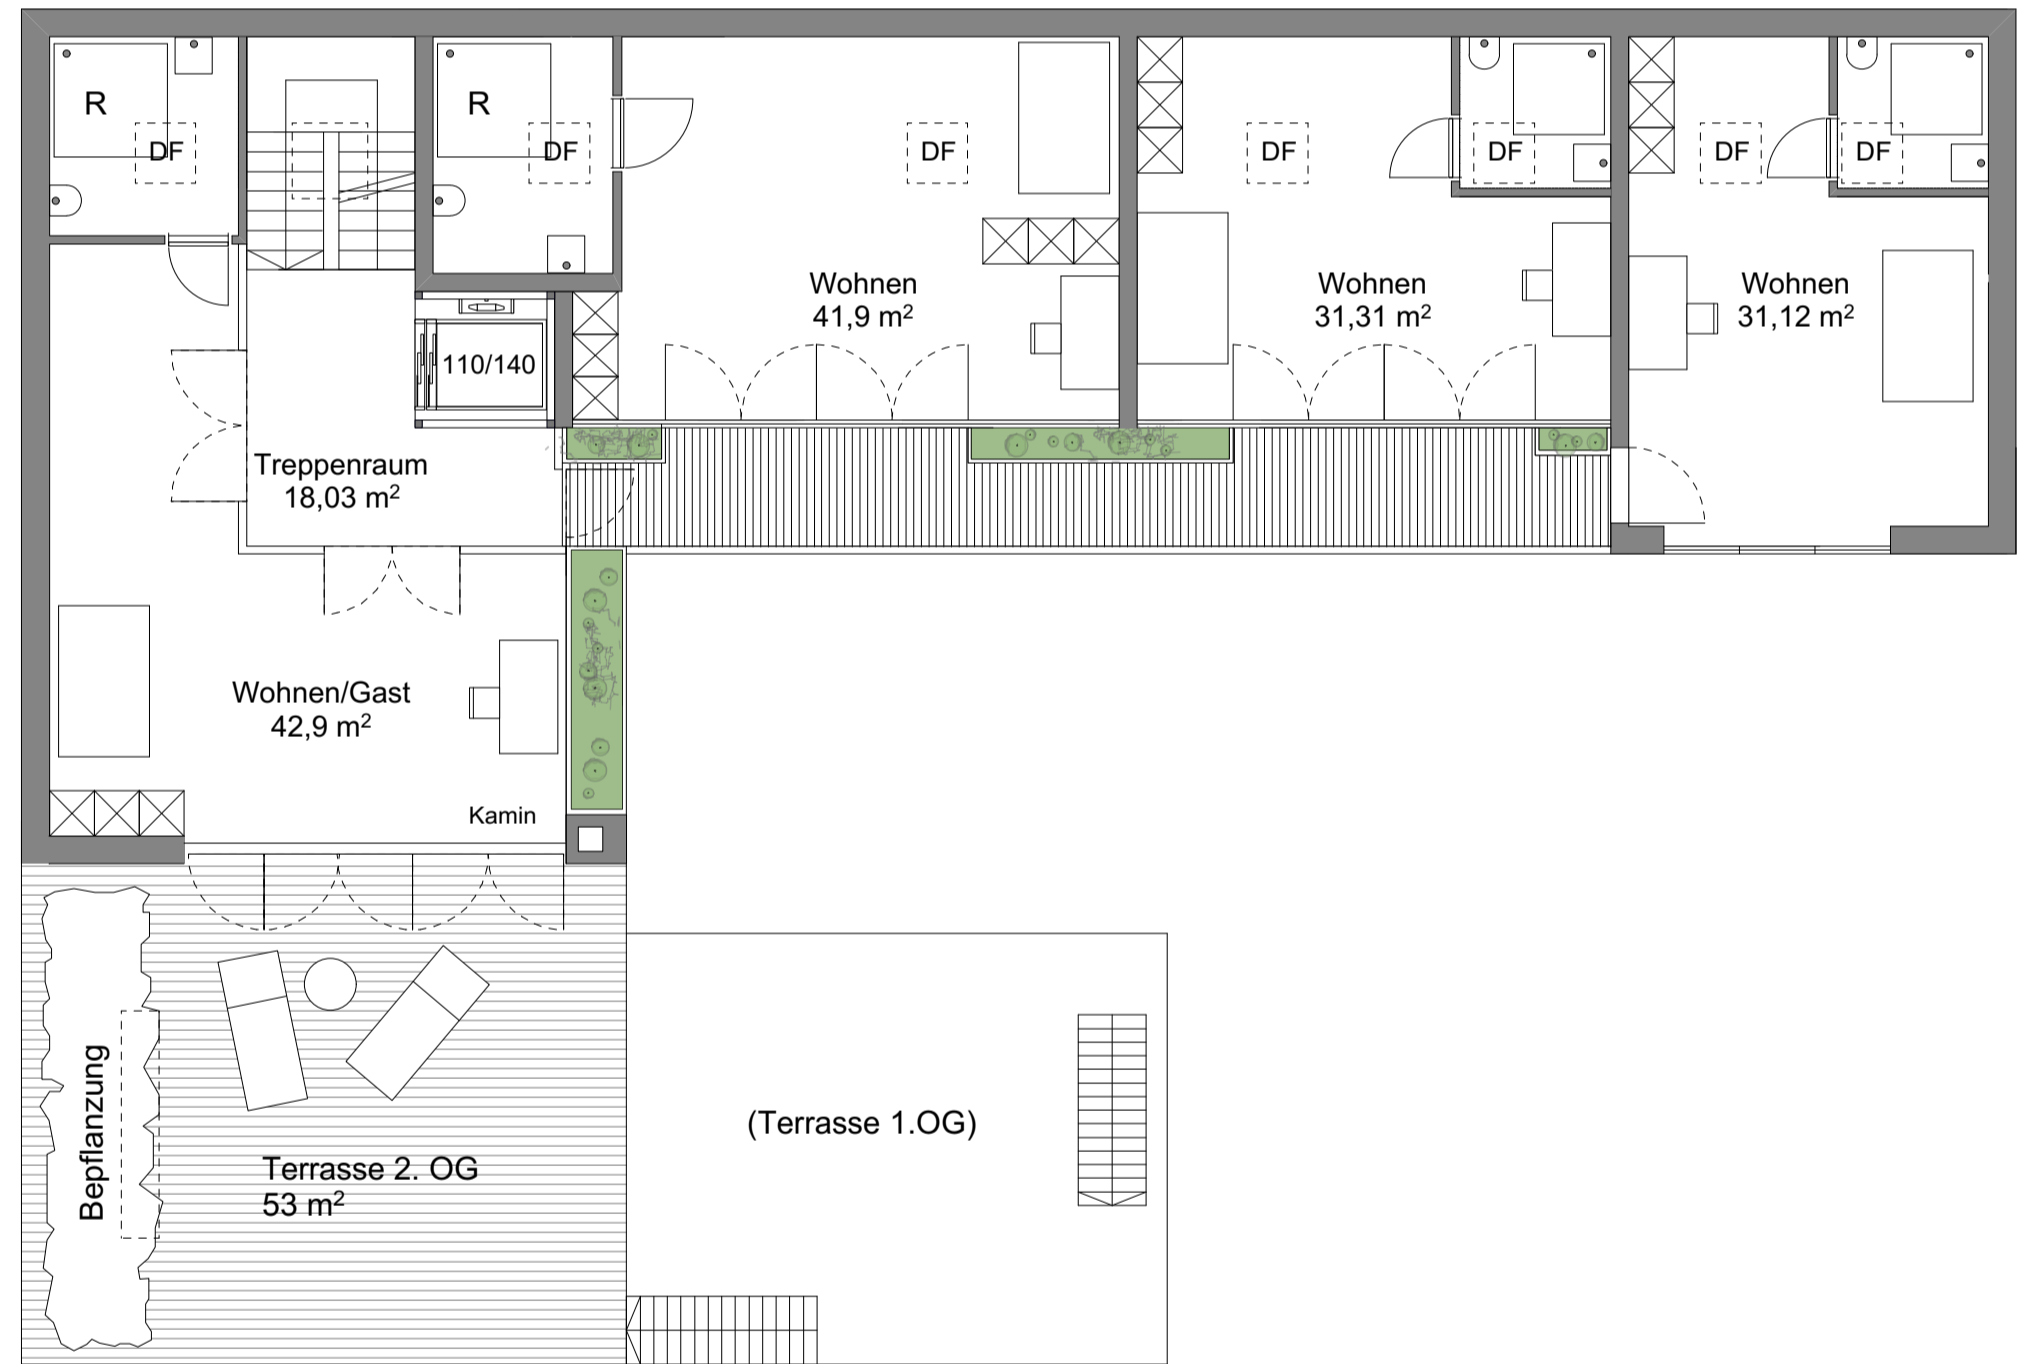 R
R
DF
DF
DF
DF
DF
DF
DF
Wohnen
41,9 m²
Wohnen
31,31 m²
Wohnen
31,12 m²
110/140
Treppenraum
18,03 m²
Wohnen/Gast
42,9 m²
Kamin
Bepflanzung
(Terrasse 1.OG)
Terrasse 2. OG
53 m²